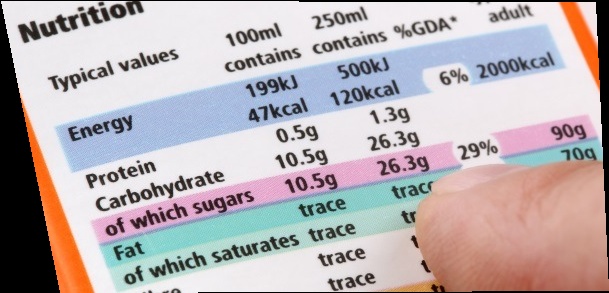 Nutrition
Typical values 100ml contains 250ml contains %GDA* adult
Energy 199kJ 500kJ
47kcal 120kcal 6% 2000kcal
Protein 0.5g 1.3g
Carbohydrate 10.5g 26.3g
of which sugars 10.5g 26.3g 29% 90g
Fat trace trace 70g
of which saturates trace
trace
trace